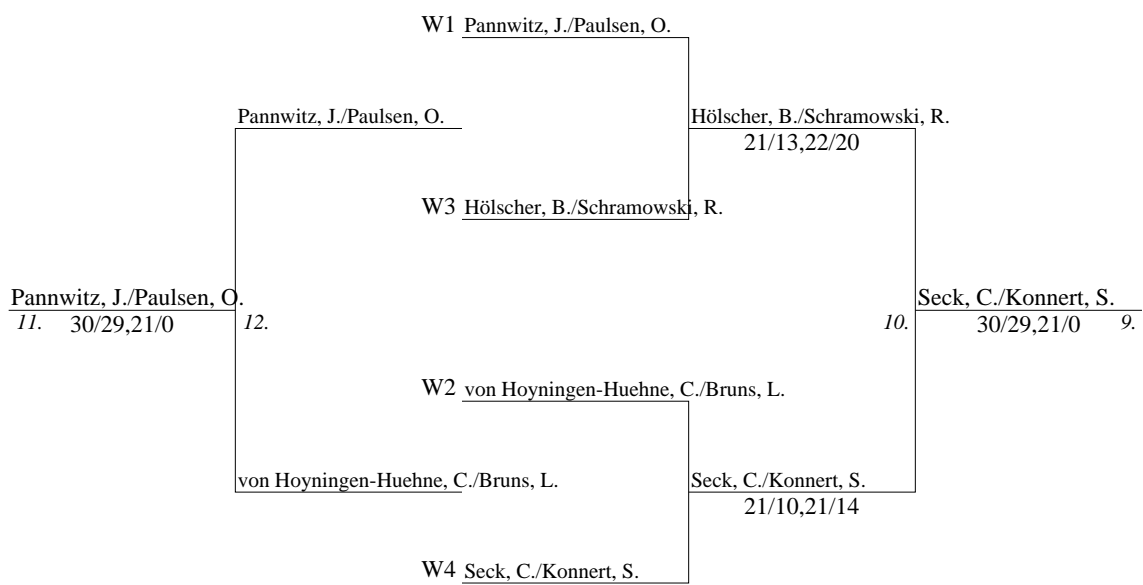 W1 Pannwitz, J./Paulsen, O.
Pannwitz, J./Paulsen, O.
Hölscher, B./Schramowski, R.
21/13,22/20
W3 Hölscher, B./Schramowski, R.
Pannwitz, J./Paulsen, O.
11. 30/29,21/0 12.
Seck, C./Konnert, S.
10. 30/29,21/0 9.
W2 von Hoyningen-Huehne, C./Bruns, L.
von Hoyningen-Huehne, C./Bruns, L.
Seck, C./Konnert, S.
21/10,21/14
W4 Seck, C./Konnert, S.